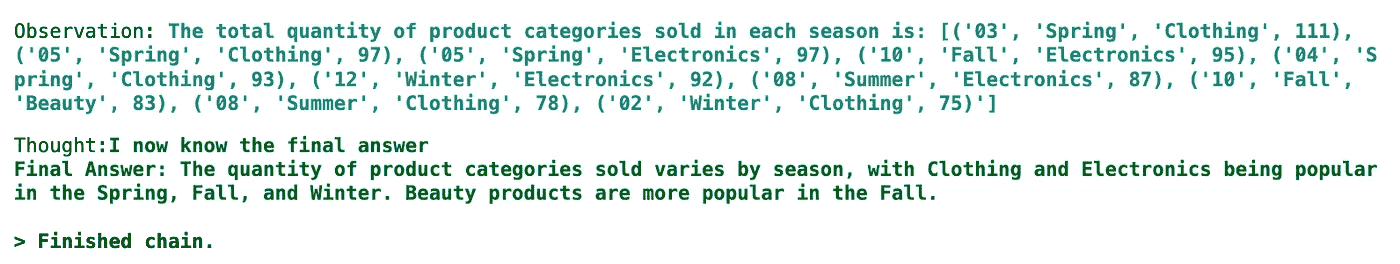 Observation: The total quantity of product categories sold in each season is: [('03', 'Spring', 'Clothing', 111),
('05', 'Spring', 'Clothing', 97), ('05', 'Spring', 'Electronics', 97), ('10', 'Fall', 'Electronics', 95), ('04', 'S
pring', 'Clothing', 93), ('12', 'Winter', 'Electronics', 92), ('08', 'Summer', 'Electronics', 87), ('10', 'Fall',
'Beauty', 83), ('08', 'Summer', 'Clothing', 78), ('02', 'Winter', 'Clothing', 75)']
Thought:I now know the final answer
Final Answer: The quantity of product categories sold varies by season, with Clothing and Electronics being popular
in the Spring, Fall, and Winter. Beauty products are more popular in the Fall.
> Finished chain.